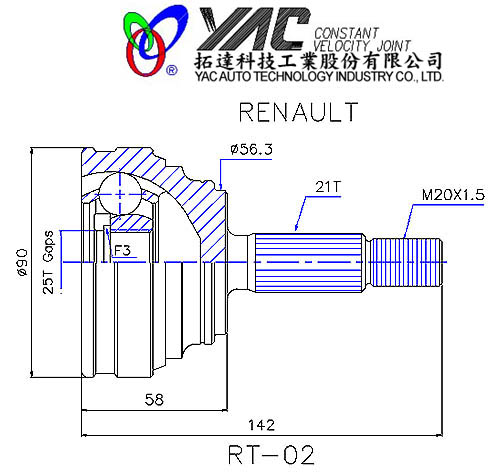 YAC CONSTANT
VELOCITY JOINT
®
拓達科技工業股份有限公司
YAC AUTO TECHNOLOGY INDUSTRY CO., LTD.
RENAULT
ø56.3
21T
M20X1.5
ø90
25T Gaps
F3
58
142
RT-02